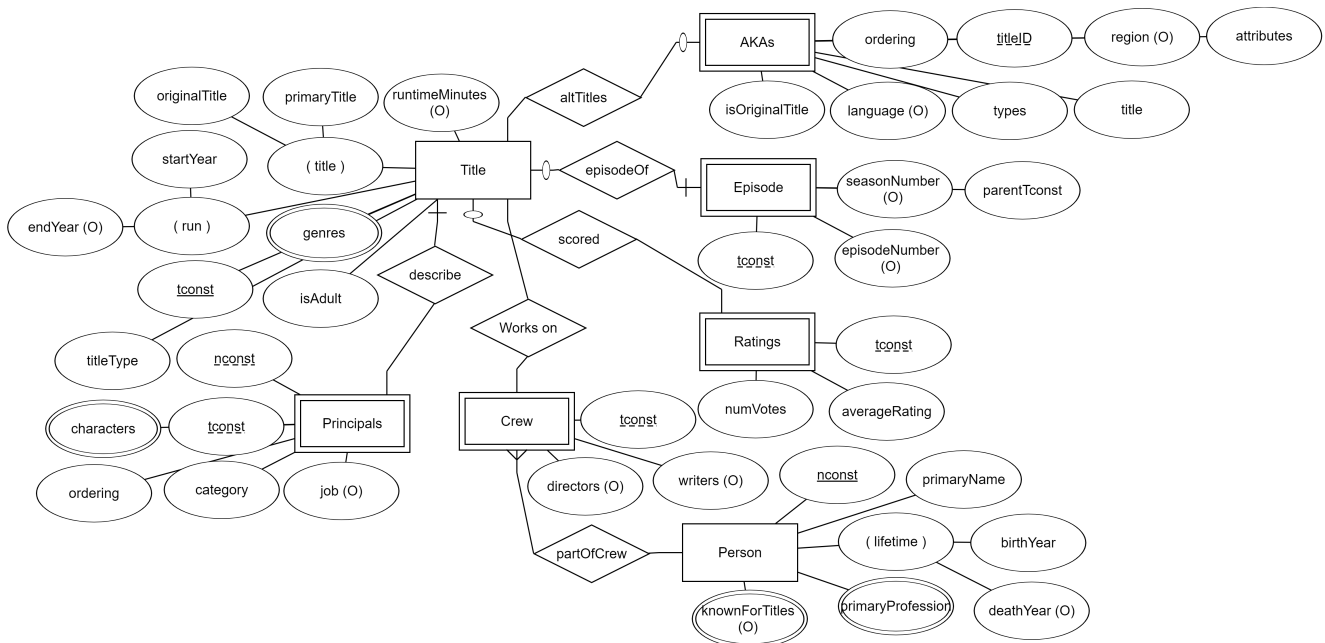 AKAs
ordering
titleID
region (O)
attributes
isOriginalTitle
language (O)
types
title
altTitles
originalTitle
primaryTitle
runtimeMinutes
(O)
startYear
( title )
Title
episodeOf
Episode
seasonNumber
(O)
parentTconst
endYear (O)
( run )
genres
scored
tconst
episodeNumber
(O)
tconst
isAdult
describe
Works on
Ratings
tconst
titleType
nconst
numVotes
averageRating
characters
tconst
Principals
Crew
tconst
ordering
category
job (O)
directors (O)
writers (O)
nconst
primaryName
partOfCrew
Person
( lifetime )
birthYear
knownForTitles
(O)
primaryProfession
deathYear (O)